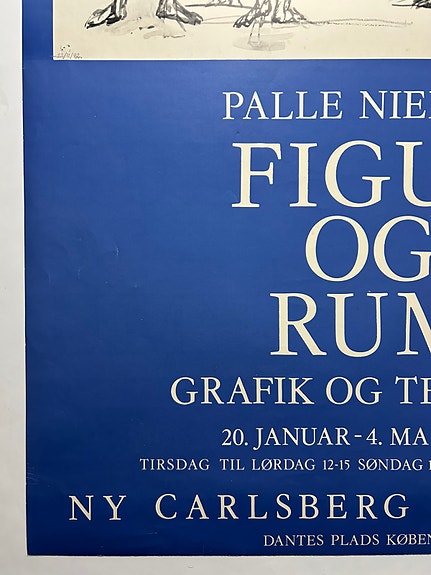 PALLE NIE
FIGU
OG
RUM
GRAFIK OG TE
20. JANUAR - 4. MA
TIRSDAG TIL LØRDAG 12-15 SØNDAG 1
NY CARLSBERG
DANTES PLADS KØBEN